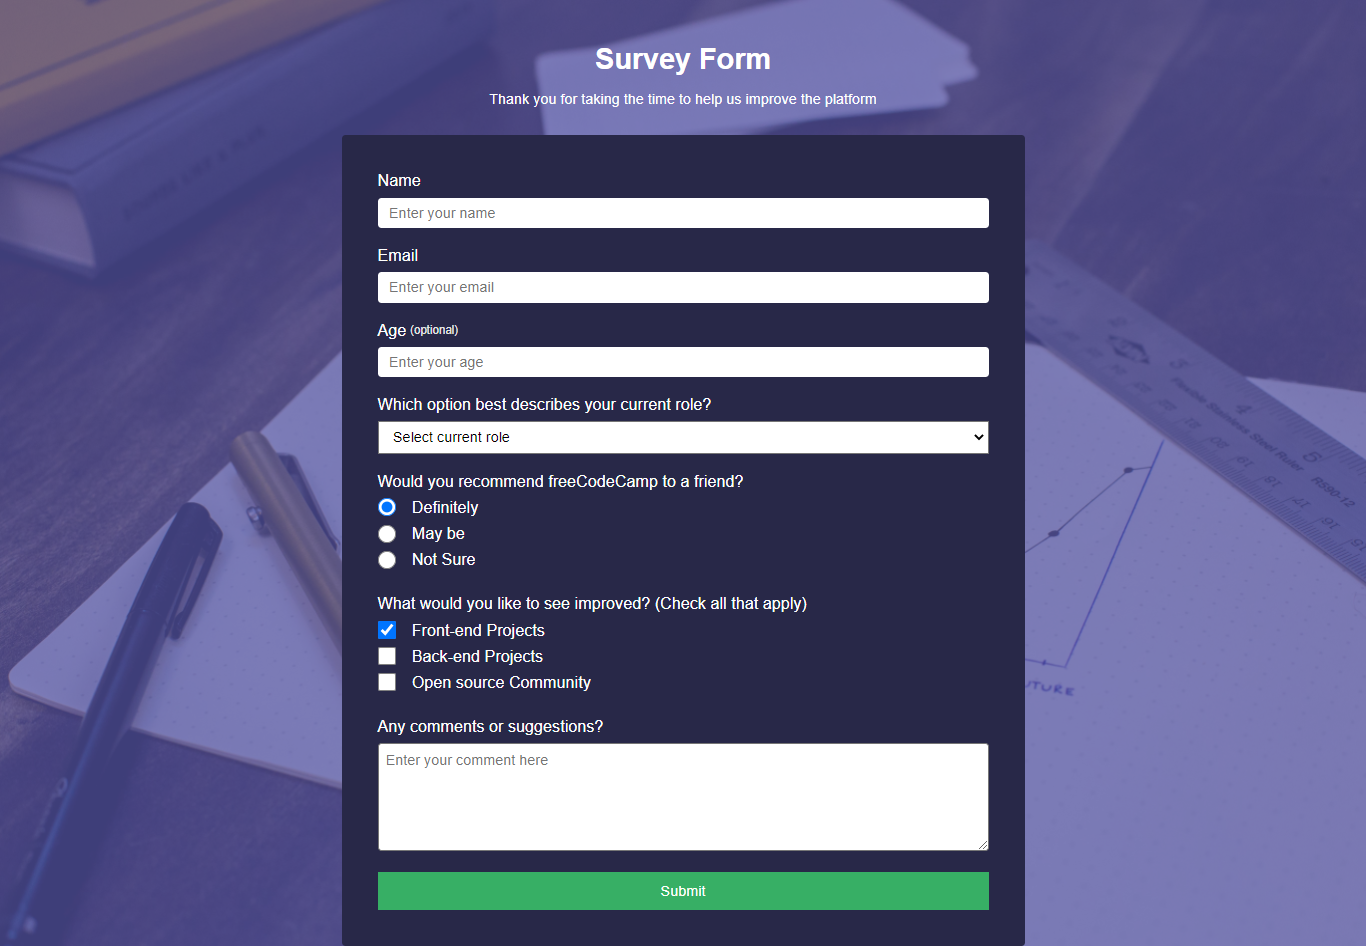 Survey Form
Thank you for taking the time to help us improve the platform
Name
Enter your name
Email
Enter your email
Age (optional)
Enter your age
Which option best describes your current role?
Select current role
Would you recommend freeCodeCamp to a friend?
Definitely
May be
Not Sure
What would you like to see improved? (Check all that apply)
Front-end Projects
Back-end Projects
Open source Community
Any comments or suggestions?
Enter your comment here
Submit